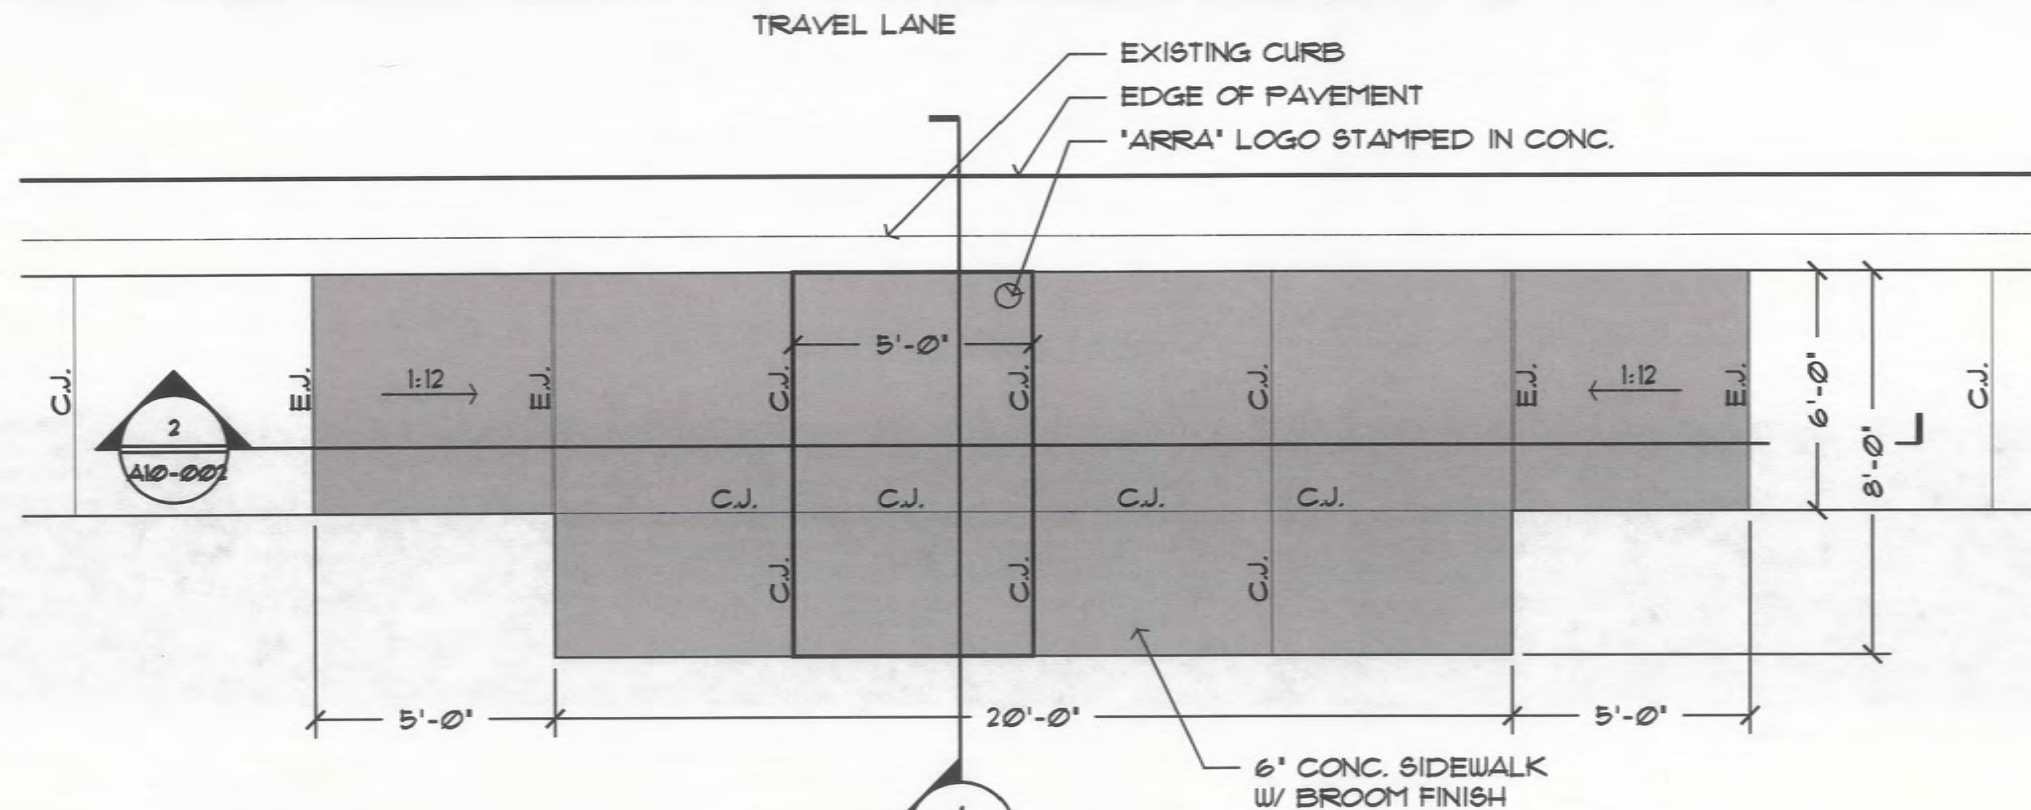 TRAVEL LANE
EXISTING CURB
EDGE OF PAVEMENT
"ARRA" LOGO STAMPED IN CONC.
5'-0"
C.J.
E.J.
1:12
E.J.
C.J.
C.J.
C.J.
E.J.
1:12
E.J.
6'-0"
8'-0"
C.J.
2
A10-002
C.J.
C.J.
C.J.
C.J.
C.J.
C.J.
C.J.
5'-0"
20'-0"
5'-0"
6" CONC. SIDEWALK
W/ BROOM FINISH